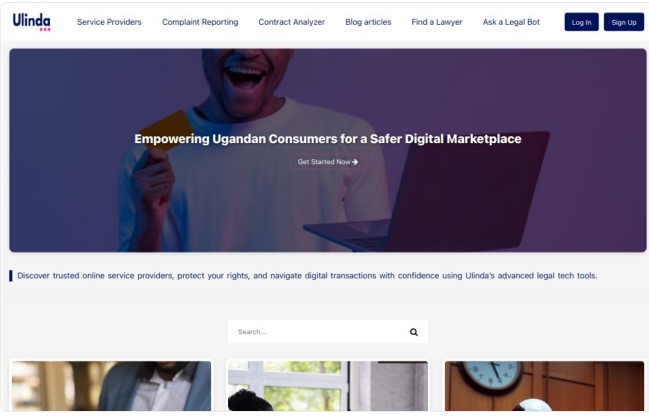 Ulinda
Service Providers
Complaint Reporting
Contract Analyzer
Blog articles
Find a Lawyer
Ask a Legal Bot
Log In
Sign Up
Empowering Ugandan Consumers for a Safer Digital Marketplace
Get Started Now →
Discover trusted online service providers, protect your rights, and navigate digital transactions with confidence using Ulinda's advanced legal tech tools.
Search...